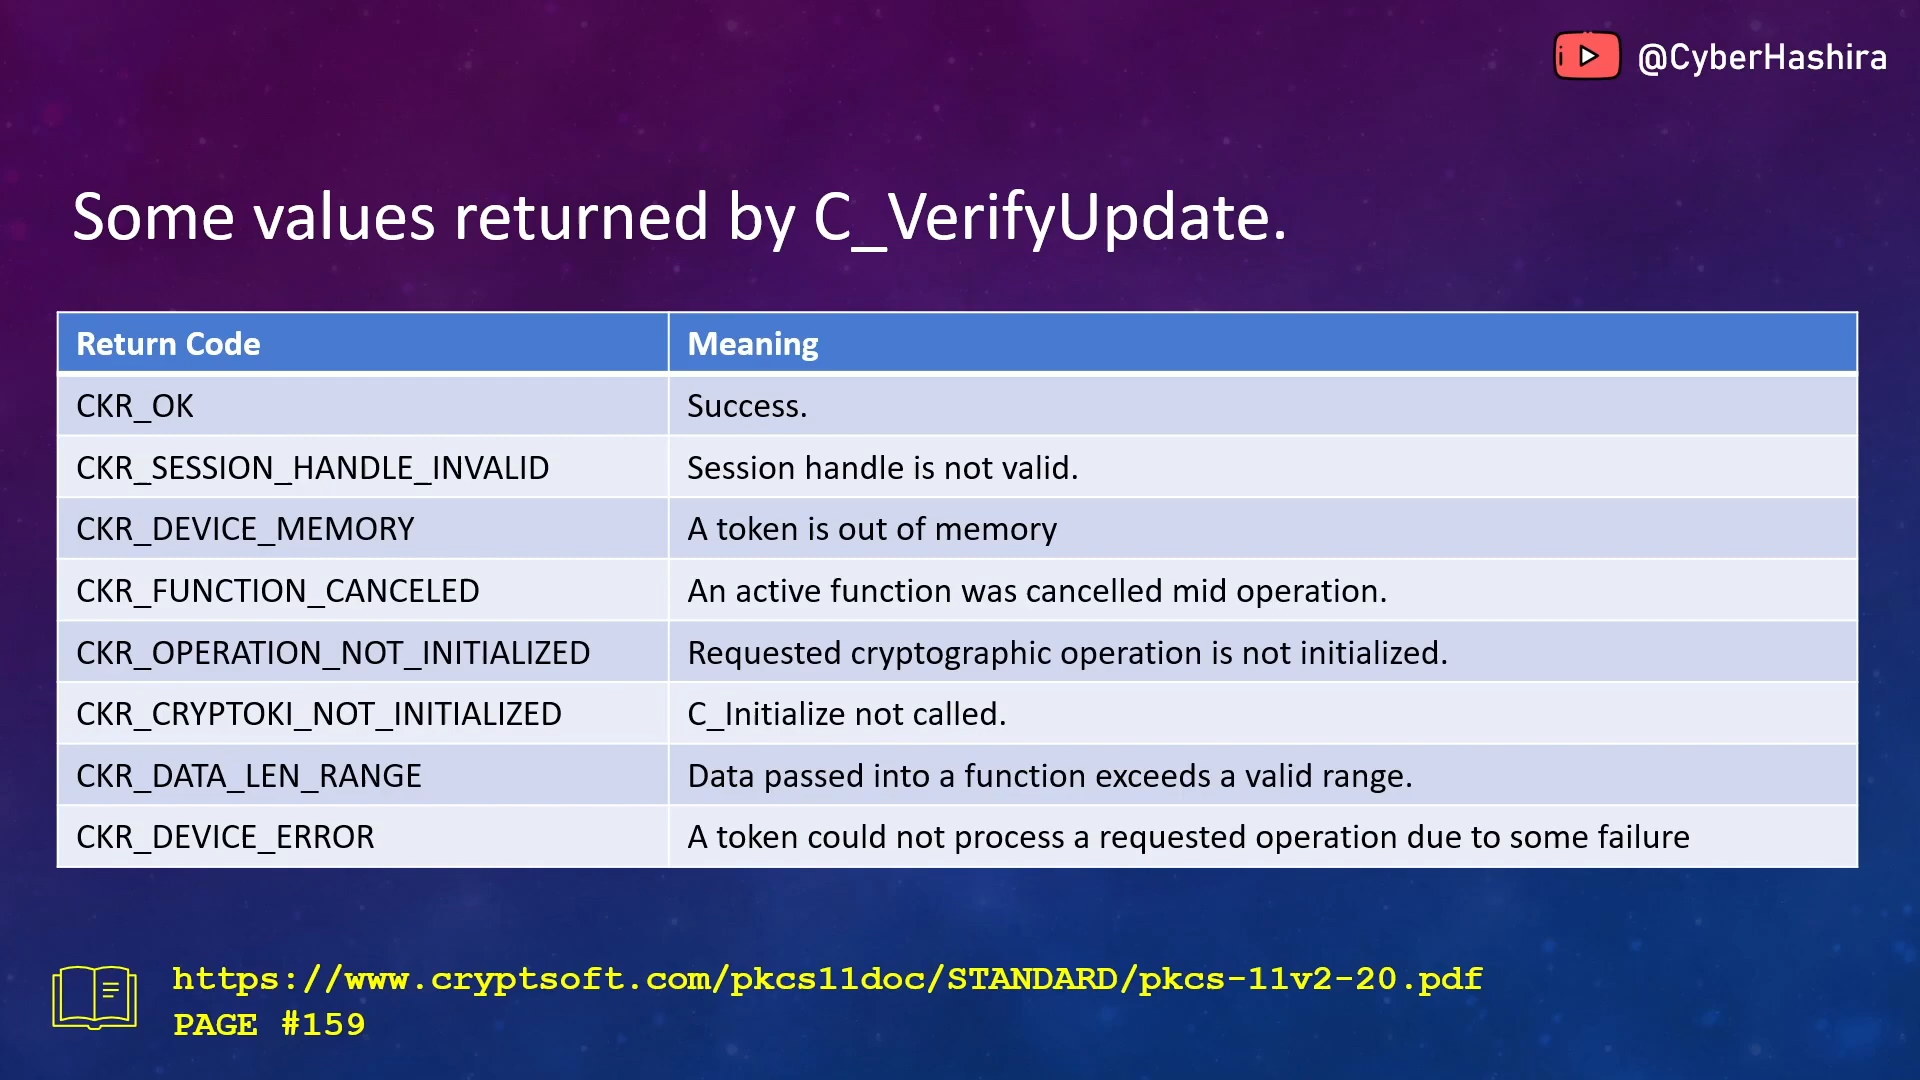 @CyberHashira
Some values returned by C_VerifyUpdate.
Return Code Meaning
CKR_OK Success.
CKR_SESSION_HANDLE_INVALID Session handle is not valid.
CKR_DEVICE_MEMORY A token is out of memory
CKR_FUNCTION_CANCELED An active function was cancelled mid operation.
CKR_OPERATION_NOT_INITIALIZED Requested cryptographic operation is not initialized.
CKR_CRYPTOKI_NOT_INITIALIZED C_Initialize not called.
CKR_DATA_LEN_RANGE Data passed into a function exceeds a valid range.
CKR_DEVICE_ERROR A token could not process a requested operation due to some failure
https://www.cryptsoft.com/pkcs11doc/STANDARD/pkcs-11v2-20.pdf
PAGE #159